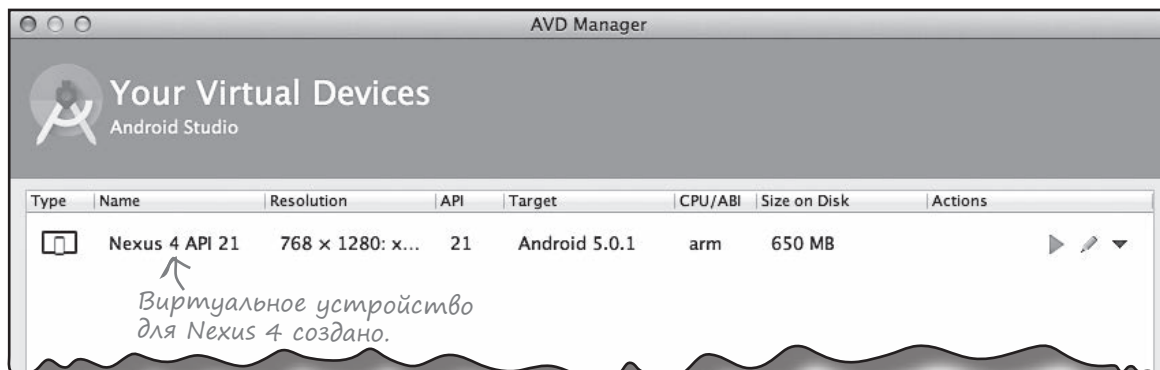 AVD Manager
Your Virtual Devices
Android Studio
Type Name Resolution API Target CPU/ABI Size on Disk Actions
Nexus 4 API 21 768 × 1280: x... 21 Android 5.0.1 arm 650 MB
Виртуальное устройство
для Nexus 4 создано.